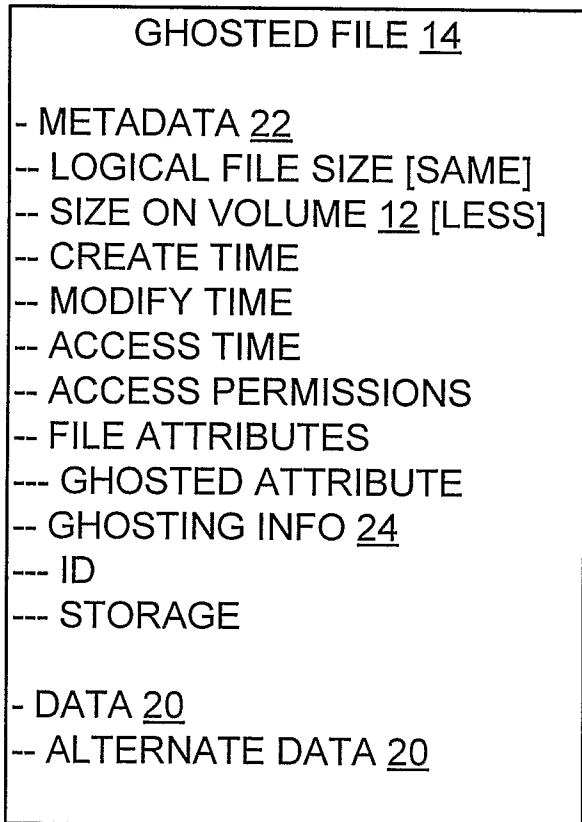 GHOSTED FILE 14
- METADATA 22
-- LOGICAL FILE SIZE [SAME]
-- SIZE ON VOLUME 12 [LESS]
-- CREATE TIME
-- MODIFY TIME
-- ACCESS TIME
-- ACCESS PERMISSIONS
-- FILE ATTRIBUTES
--- GHOSTED ATTRIBUTE
-- GHOSTING INFO 24
--- ID
--- STORAGE
- DATA 20
-- ALTERNATE DATA 20